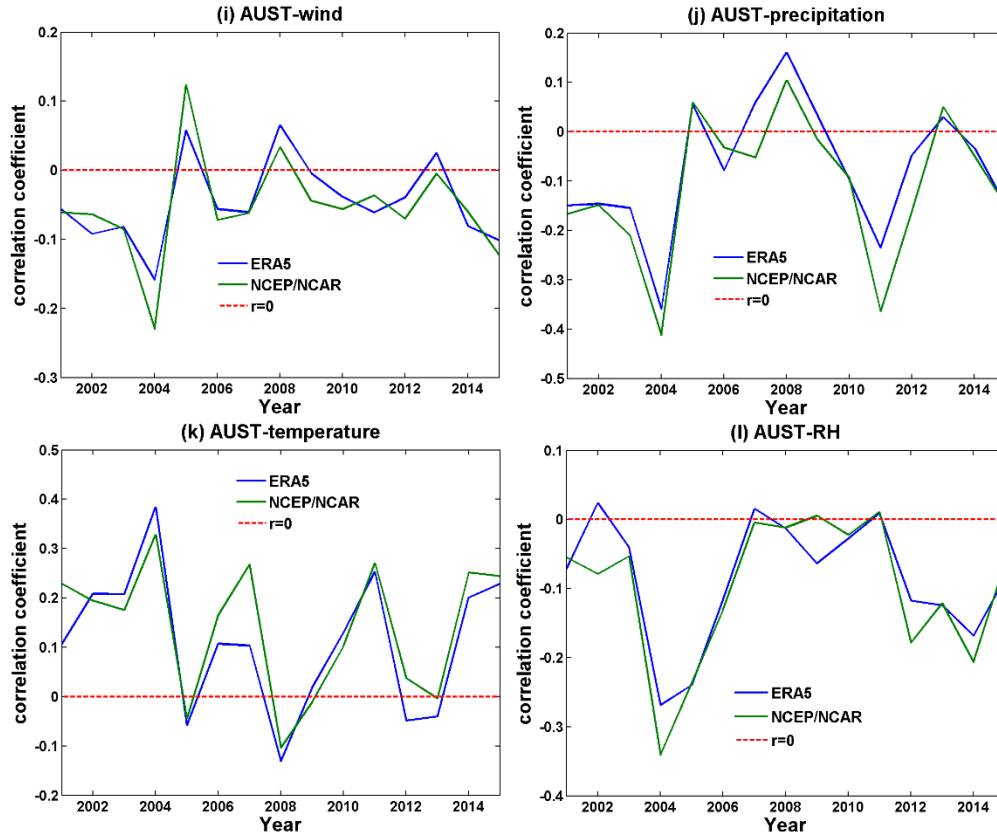 (i) AUST-wind
correlation coefficient
0.2
0.1
0
-0.1
-0.2
-0.3
ERA5
NCEP/NCAR
r=0
2002 2004 2006 2008 2010 2012 2014
Year
(j) AUST-precipitation
correlation coefficient
0.2
0.1
0
-0.1
-0.2
-0.3
-0.4
-0.5
ERA5
NCEP/NCAR
r=0
2002 2004 2006 2008 2010 2012 2014
Year
(k) AUST-temperature
correlation coefficient
0.5
0.4
0.3
0.2
0.1
0
-0.1
-0.2
ERA5
NCEP/NCAR
r=0
2002 2004 2006 2008 2010 2012 2014
Year
(l) AUST-RH
correlation coefficient
0.1
0
-0.1
-0.2
-0.3
-0.4
ERA5
NCEP/NCAR
r=0
2002 2004 2006 2008 2010 2012 2014
Year